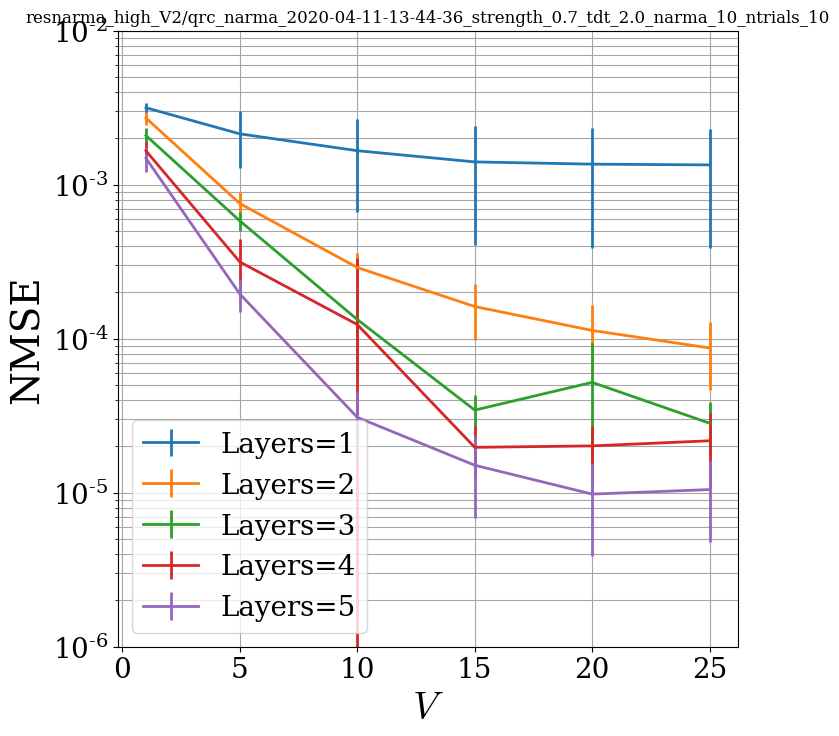 resnarma_high_V2/qrc_narma_2020-04-11-13-44-36_strength_0.7_tdt_2.0_narma_10_ntrials_10
10^-2
10^-3
10^-4
10^-5
10^-6
NMSE
Layers=1
Layers=2
Layers=3
Layers=4
Layers=5
0 5 10 15 20 25
V